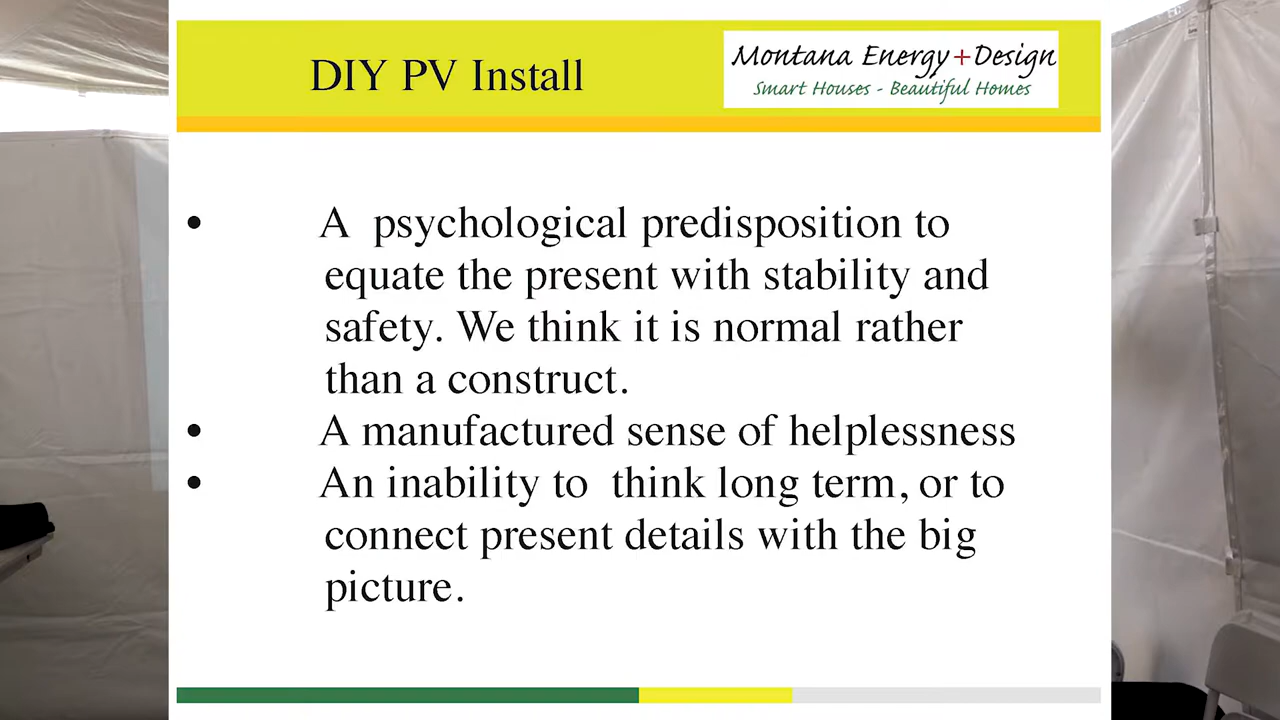 DIY PV Install
Montana Energy+Design
Smart Houses - Beautiful Homes
• A psychological predisposition to
equate the present with stability and
safety. We think it is normal rather
than a construct.
• A manufactured sense of helplessness
• An inability to think long term, or to
connect present details with the big
picture.